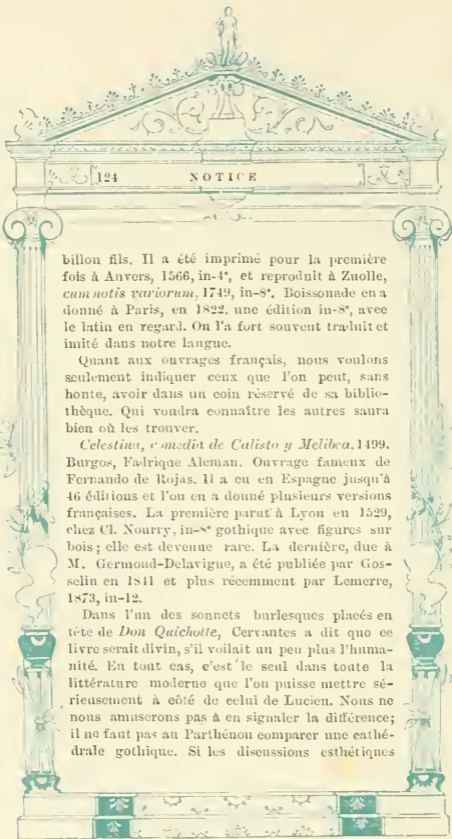 124 NOTICE
billon fils. Il a été imprimé pour la première
fois à Anvers, 1566, in-4°, et reproduit à Zuolle,
cum notis variorum, 1749, in-8°. Boissonade en a
donné à Paris, en 1822, une édition in-8°, avec
le latin en regard. On l'a fort souvent traduit et
imité dans notre langue.
Quant aux ouvrages français, nous voulons
seulement indiquer ceux que l'on peut, sans
honte, avoir dans un coin réservé de sa biblio-
thèque. Qui voudra connaître les autres saura
bien où les trouver.
Celestina, comedia de Calisto y Melibea. 1499.
Burgos, Fadrique Aleman. Ouvrage fameux de
Fernando de Rojas. Il a eu en Espagne jusqu'à
46 éditions et l'on en a donné plusieurs versions
françaises. La première parut à Lyon en 1529,
chez Cl. Nourry, in-8° gothique avec figures sur
bois; elle est devenue rare. La dernière, due à
M. Germond-Delavigne, a été publiée par Gos-
selin en 1841 et plus récemment par Lemerre,
1873, in-12.
Dans l'un des sonnets burlesques placés en
tête de Don Quichotte, Cervantes a dit que ce
livre serait divin, s'il voilait un peu plus l'huma-
nité. En tout cas, c'est le seul dans toute la
littérature moderne que l'on puisse mettre sé-
rieusement à côté de celui de Lucien. Nous ne
nous amuserons pas à en signaler la différence;
il ne faut pas au Parthénon comparer une cathé-
drale gothique. Si les discussions esthétiques